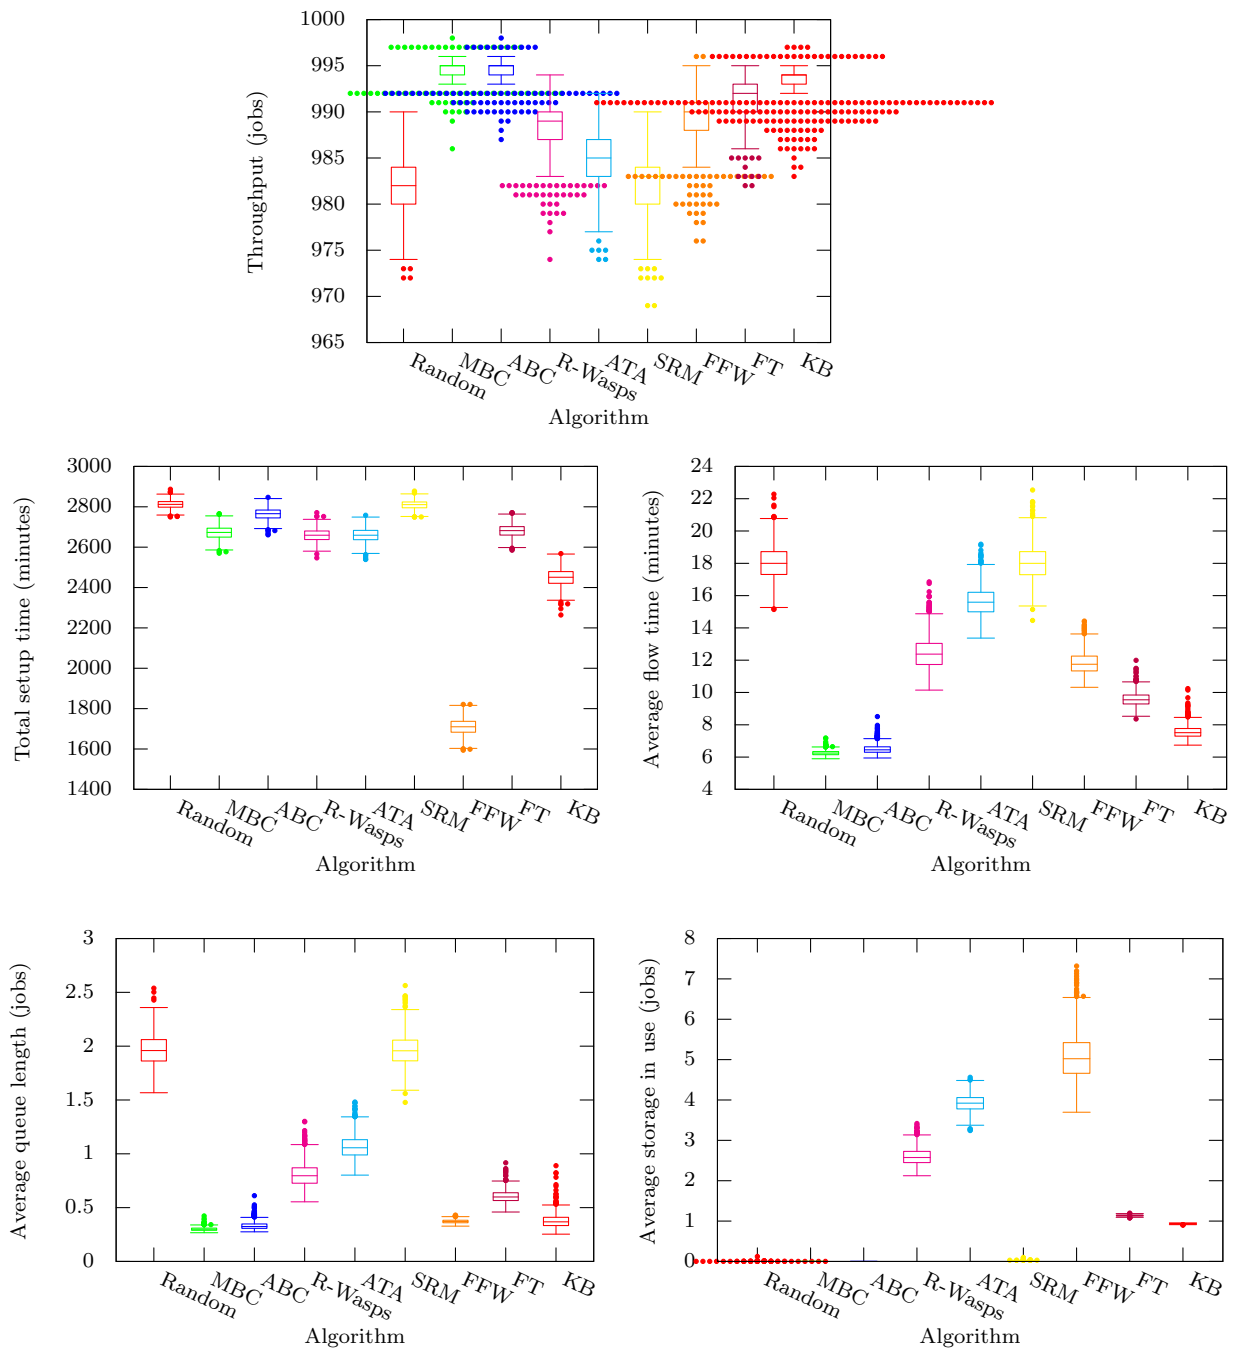 1000
995
990
985
980
975
970
965
Throughput (jobs)
Random
MBC
ABC
R-Wasps
ATA
SRM
FFW
FT
KB
Algorithm
3000
2800
2600
2400
2200
2000
1800
1600
1400
Total setup time (minutes)
Random
MBC
ABC
R-Wasps
ATA
SRM
FFW
FT
KB
Algorithm
24
22
20
18
16
14
12
10
8
6
4
Average flow time (minutes)
Random
MBC
ABC
R-Wasps
ATA
SRM
FFW
FT
KB
Algorithm
3
2.5
2
1.5
1
0.5
0
Average queue length (jobs)
Random
MBC
ABC
R-Wasps
ATA
SRM
FFW
FT
KB
Algorithm
8
7
6
5
4
3
2
1
0
Average storage in use (jobs)
Random
MBC
ABC
R-Wasps
ATA
SRM
FFW
FT
KB
Algorithm